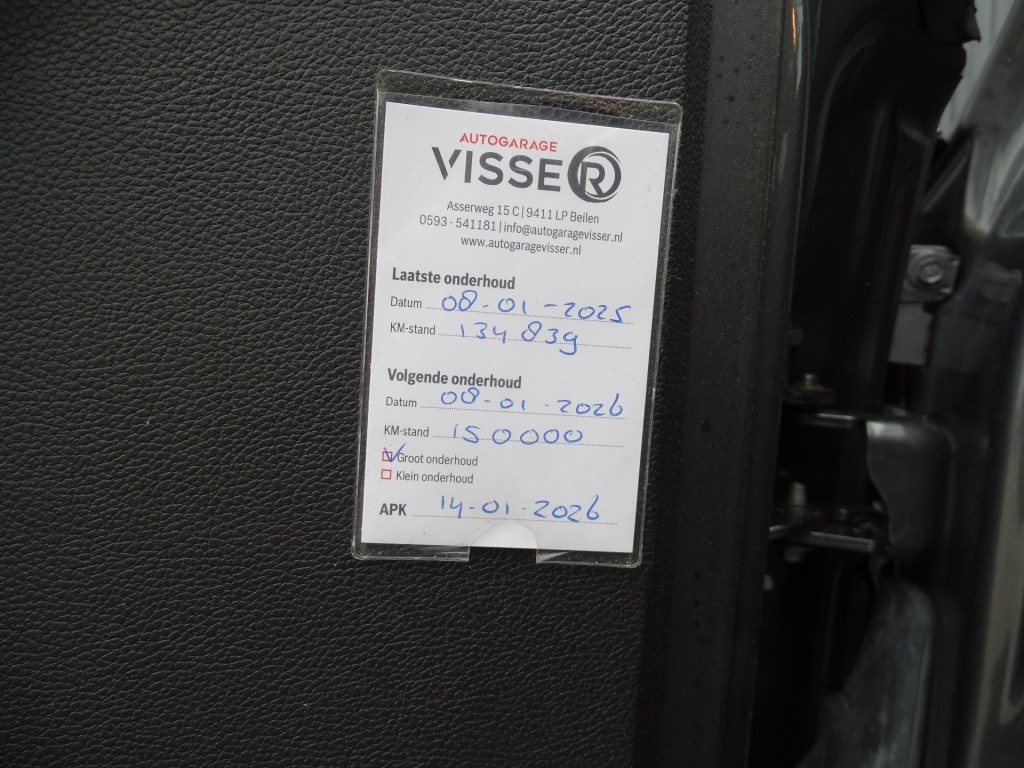 AUTOGARAGE
VISSER
Asserweg 15 C | 9411 LP Beilen
0593 - 541181 | info@autogaragevisser.nl
www.autogaragevisser.nl
Laatste onderhoud
Datum 08-01-2025
KM-stand 134839
Volgende onderhoud
Datum 08-01-2026
KM-stand 150000
Groot onderhoud
Klein onderhoud
APK 14-01-2026